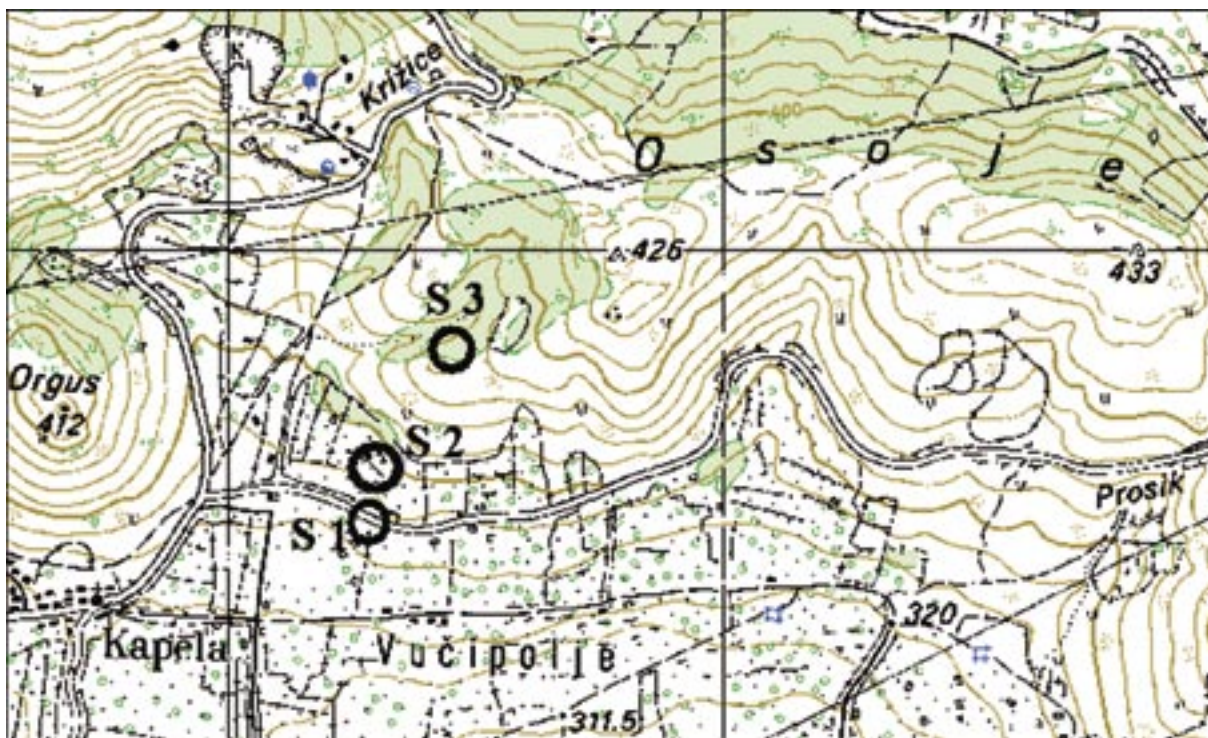 K
Križice
O s o j e
400
426
433
S 3
Orgus
412
S 2
Prosik
S 1
320
Kapela
Vučipolje
311.5